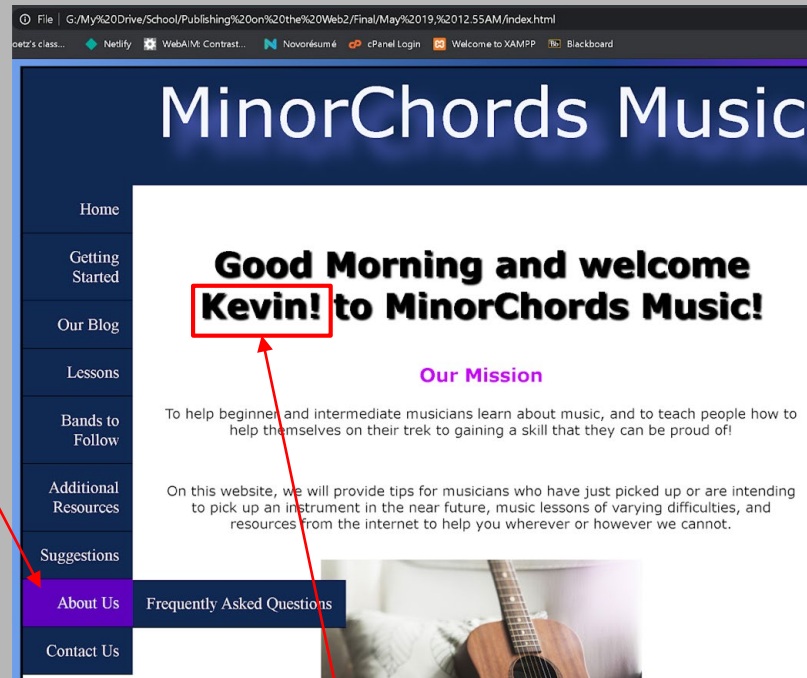 File | G:/My%20Drive/School/Publishing%20on%20the%20Web2/Final/May%2019,%2012.55AM/index.html
oetz's class... Netlify WebAIM: Contrast... Novorésumé cPanel Login Welcome to XAMPP Bb Blackboard
MinorChords Music
Home
Getting
Started
Our Blog
Lessons
Bands to
Follow
Additional
Resources
Suggestions
About Us
Frequently Asked Questions
Contact Us
Good Morning and welcome
Kevin! to MinorChords Music!
Our Mission
To help beginner and intermediate musicians learn about music, and to teach people how to
help themselves on their trek to gaining a skill that they can be proud of!
On this website, we will provide tips for musicians who have just picked up or are intending
to pick up an instrument in the near future, music lessons of varying difficulties, and
resources from the internet to help you wherever or however we cannot.